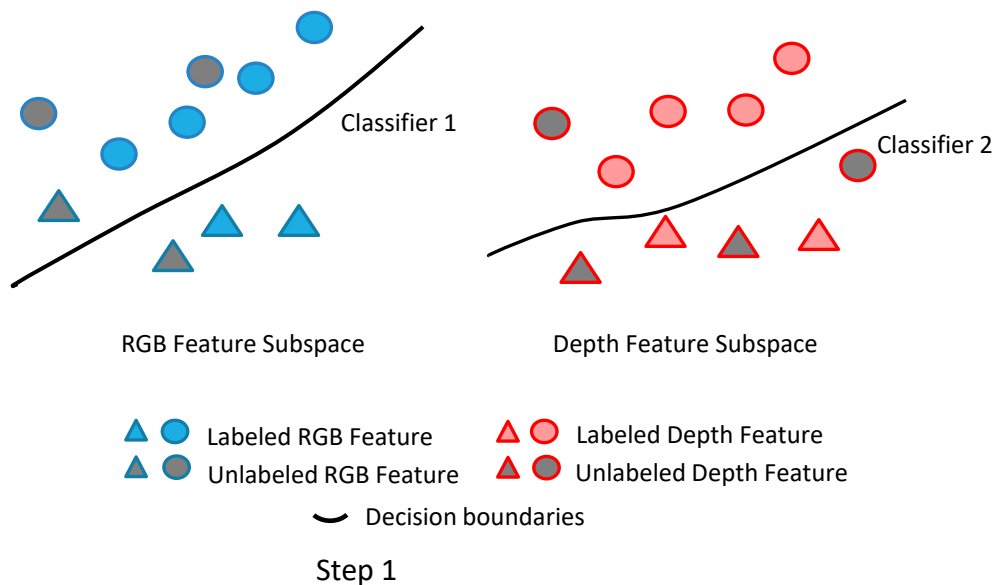 Classifier 1
Classifier 2
RGB Feature Subspace
Depth Feature Subspace
Labeled RGB Feature
Labeled Depth Feature
Unlabeled RGB Feature
Unlabeled Depth Feature
Decision boundaries
Step 1